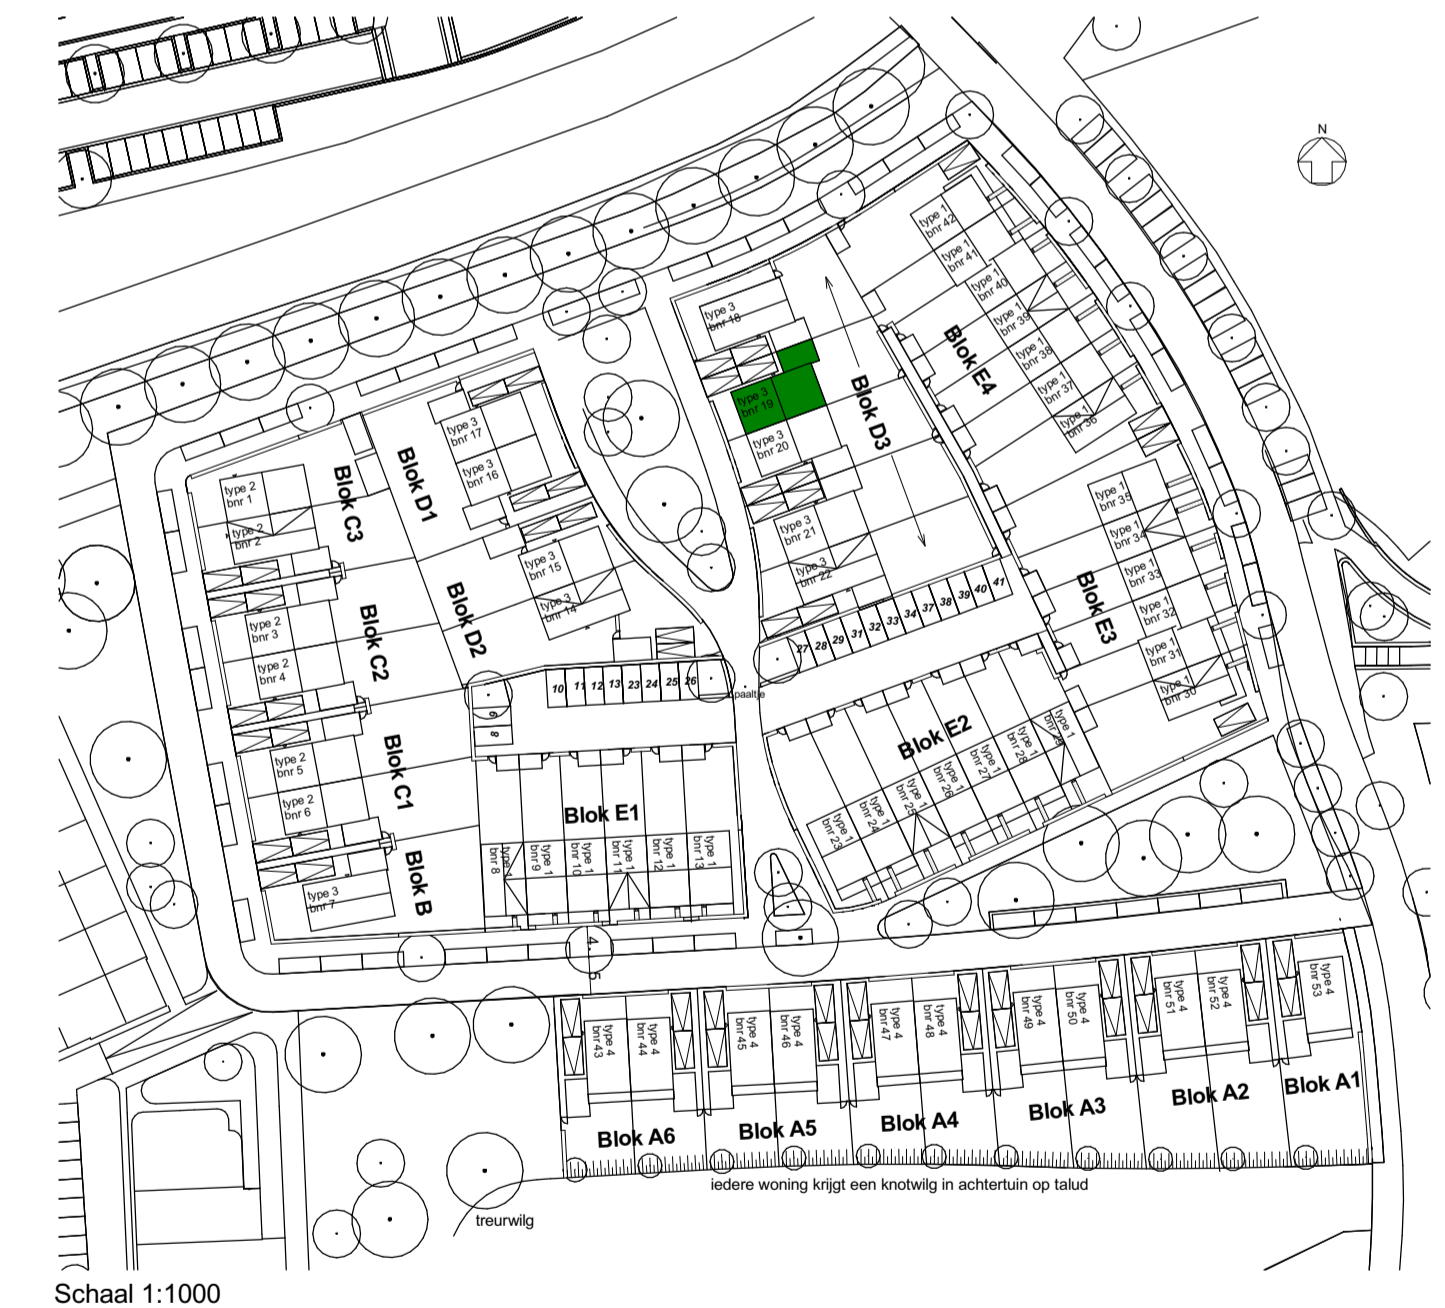 N
type 1
bnr 42
type 1
bnr 41
type 1
bnr 40
type 1
bnr 39
type 1
bnr 38
type 1
bnr 37
type 1
bnr 36
Blok E4
type 3
bnr 18
type 3
bnr 19
type 3
bnr 20
Blok D3
type 3
bnr 21
type 3
bnr 22
type 3
bnr 17
type 3
bnr 16
Blok D1
type 3
bnr 15
type 3
bnr 14
Blok D2
type 2
bnr 1
type 2
bnr 2
Blok C3
type 2
bnr 3
type 2
bnr 4
Blok C2
type 2
bnr 5
type 2
bnr 6
Blok C1
type 3
bnr 7
Blok B
type 1
bnr 35
type 1
bnr 34
type 1
bnr 33
type 1
bnr 32
type 1
bnr 31
type 1
bnr 30
Blok E3
27 28 29 31 32 33 34 37 38 39 40 41
10 11 12 13 23 24 25 26
9
8
paaltje
Blok E2
type 1
bnr 23
type 1
bnr 24
type 1
bnr 25
type 1
bnr 26
type 1
bnr 27
type 1
bnr 28
type 1
bnr 29
Blok E1
type 1
bnr 8
type 1
bnr 9
type 1
bnr 10
type 1
bnr 11
type 1
bnr 12
type 1
bnr 13
type 4
bnr 43
type 4
bnr 44
Blok A6
type 4
bnr 45
type 4
bnr 46
Blok A5
type 4
bnr 47
type 4
bnr 48
Blok A4
type 4
bnr 49
type 4
bnr 50
Blok A3
type 4
bnr 51
type 4
bnr 52
Blok A2
type 4
bnr 53
Blok A1
iedere woning krijgt een knotwilg in achtertuin op talud
treurwilg
Schaal 1:1000